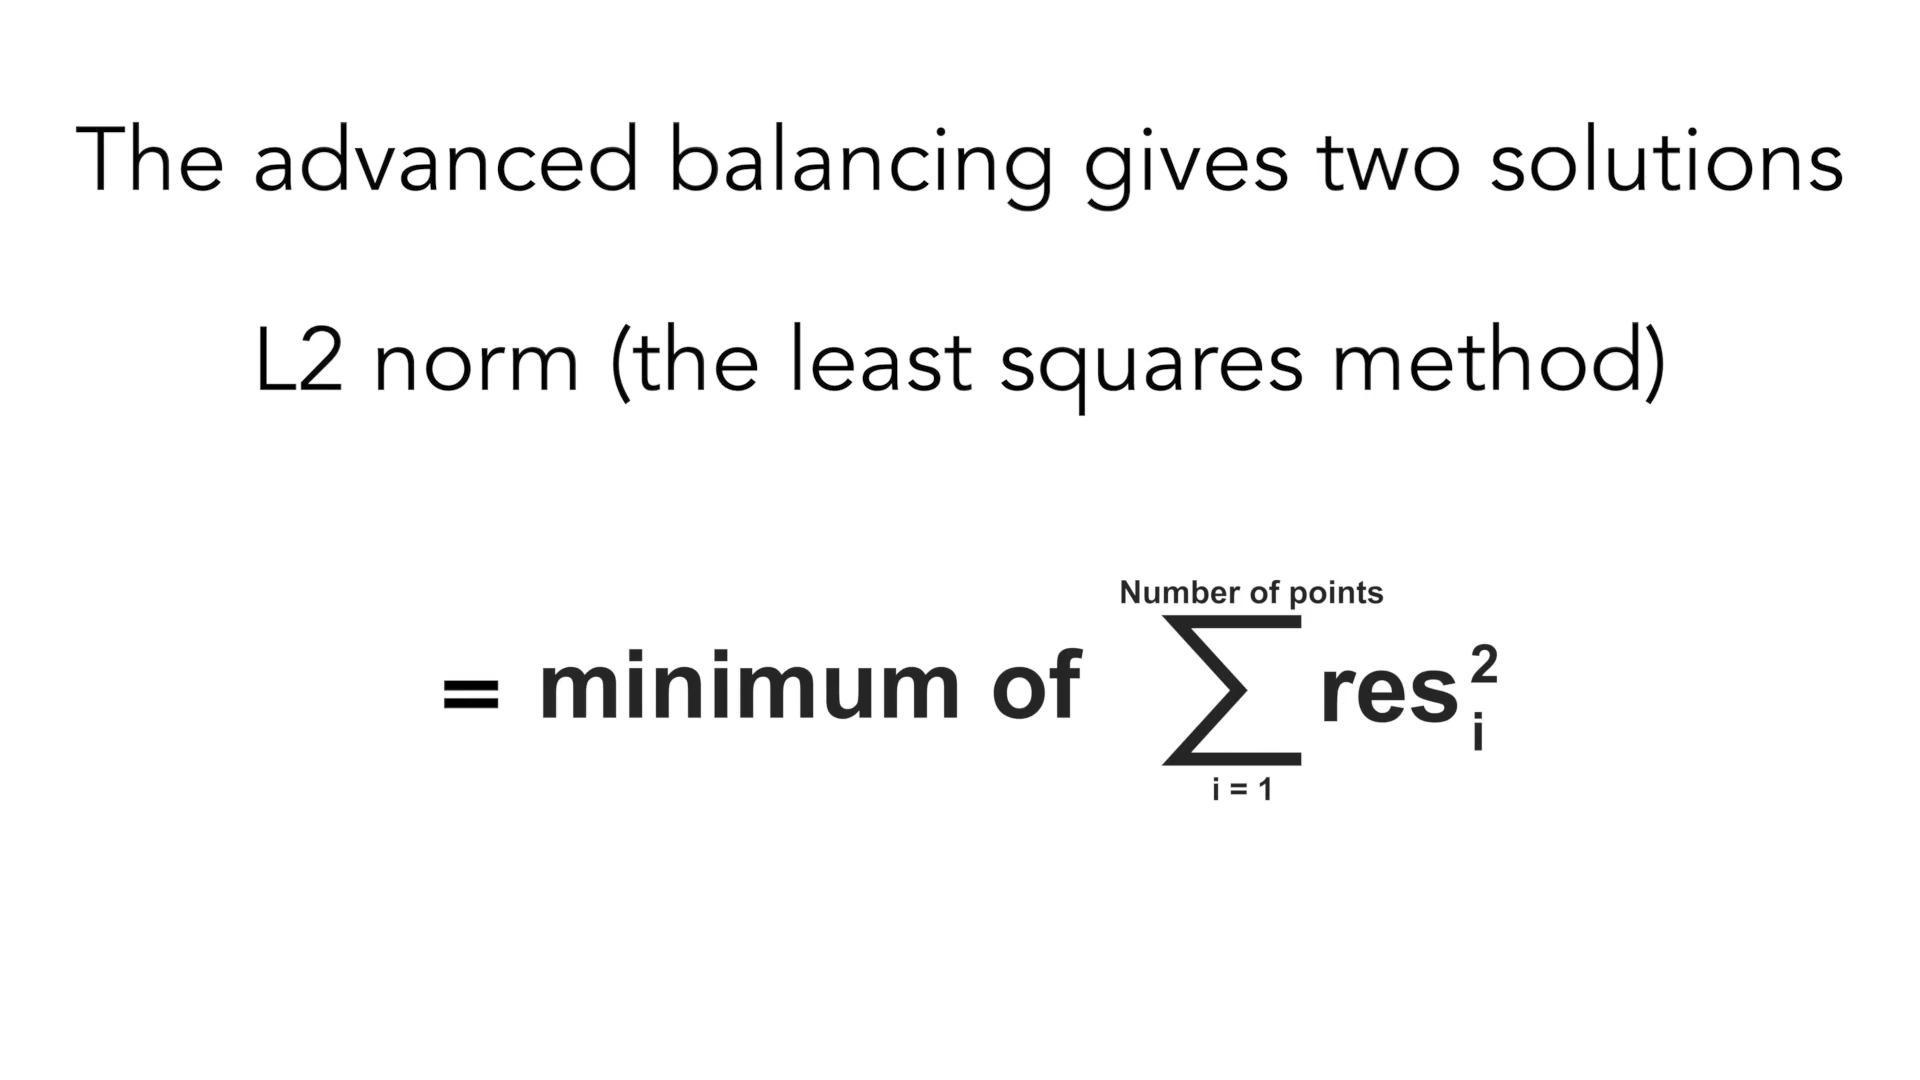 The advanced balancing gives two solutions
L2 norm (the least squares method)
Number of points
= minimum of ∑ res 2 i
i = 1